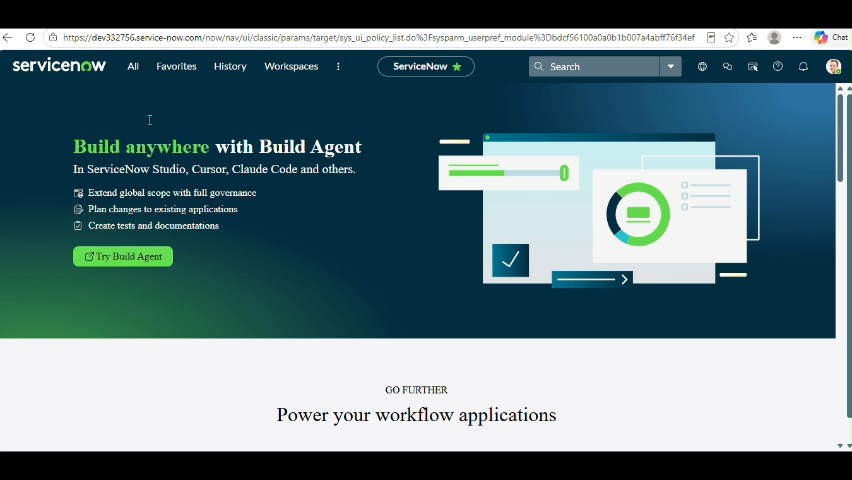 https://dev332756.service-now.com/now/nav/ui/classic/params/target/sys_ui_policy_list.do%3Fsysparm_userpref_module%3Dbdcf56100a0a0b1b007a4abff76f34ef
Chat
servicenow All Favorites History Workspaces ServiceNow Search
Build anywhere with Build Agent
In ServiceNow Studio, Cursor, Claude Code and others.
Extend global scope with full governance
Plan changes to existing applications
Create tests and documentations
Try Build Agent
GO FURTHER
Power your workflow applications